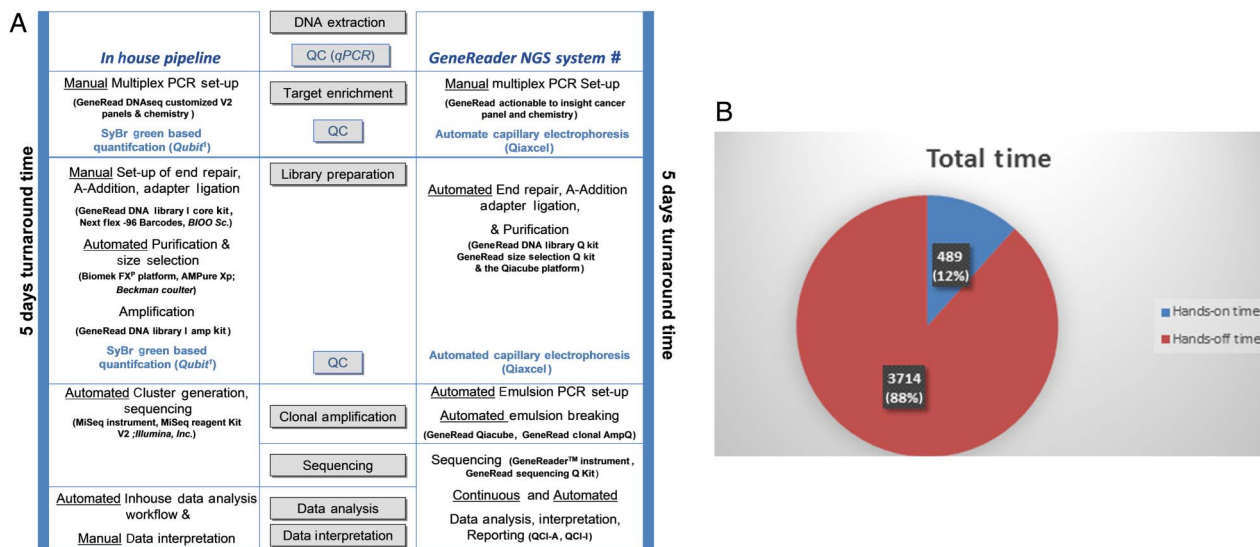 A
5 days turnaround time
In house pipeline
DNA extraction
QC (qPCR)
GeneReader NGS system #
Manual Multiplex PCR set-up
(GeneRead DNAseq customized V2
panels & chemistry )
SyBr green based
quantifcation (Qubit¹)
Target enrichment
QC
Manual multiplex PCR Set-up
(GeneRead actionable to insight cancer
panel and chemistry)
Automate capillary electrophoresis
(Qiaxcel)
Manual Set-up of end repair,
A-Addition, adapter ligation
(GeneRead DNA library I core kit,
Next flex -96 Barcodes, BIOO Sc.)
Automated Purification &
size selection
(Biomek FXᴾ platform, AMPure Xp;
Beckman coulter)
Amplification
(GeneRead DNA library I amp kit)
SyBr green based
quantifcation (Qubit¹)
Library preparation
QC
Automated End repair, A-Addition
adapter ligation,
& Purification
(GeneRead DNA library Q kit
GeneRead size selection Q kit
& the Qiacube platform)
Automated capillary electrophoresis
(Qiaxcel)
Automated Cluster generation,
sequencing
(MiSeq instrument, MiSeq reagent Kit
V2 ;Illumina, Inc.)
Clonal amplification
Automated Emulsion PCR set-up
Automated emulsion breaking
(GeneRead Qiacube, GeneRead clonal AmpQ)
Sequencing
Sequencing (GeneReader™ instrument,
GeneRead sequencing Q Kit)
Automated Inhouse data analysis
workflow &
Manual Data interpretation
Data analysis
Data interpretation
Continuous and Automated
Data analysis, interpretation,
Reporting (QCI-A, QCI-I)
5 days turnaround time
B
Total time
489
(12%)
3714
(88%)
Hands-on time
Hands-off time